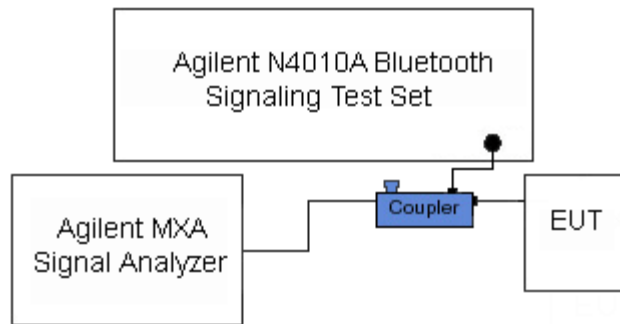 Agilent N4010A Bluetooth
Signaling Test Set
Agilent MXA
Signal Analyzer
Coupler
EUT